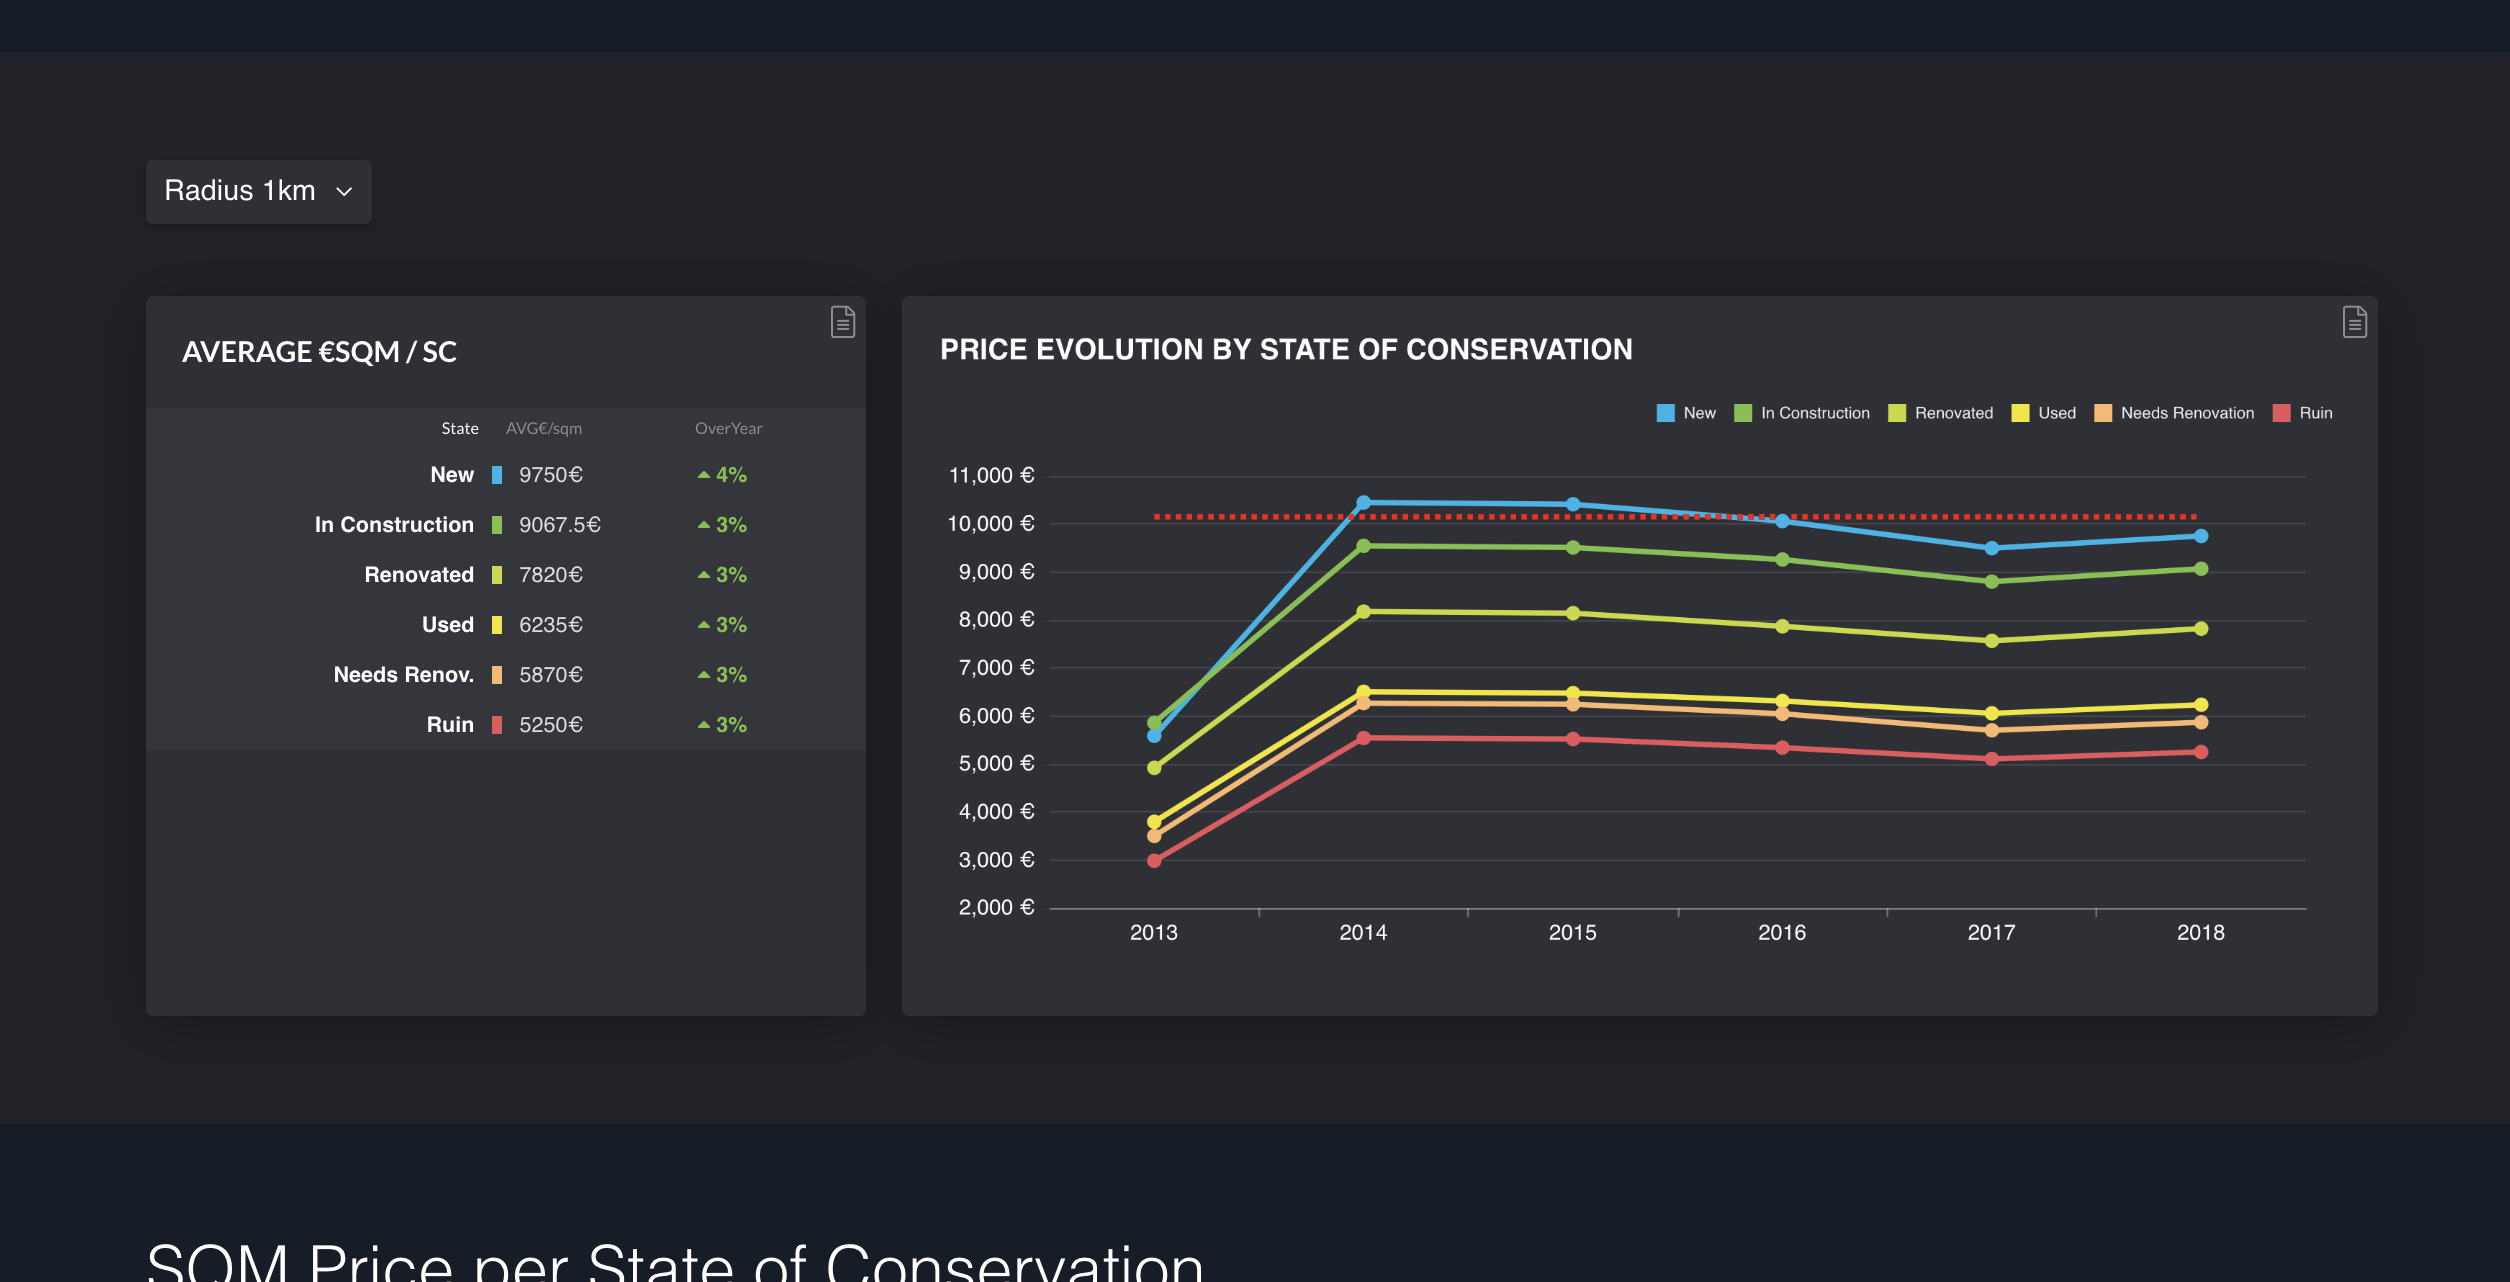 Radius 1km
AVERAGE €SQM / SC
State AVG€/sqm OverYear
New 9750€ 4%
In Construction 9067.5€ 3%
Renovated 7820€ 3%
Used 6235€ 3%
Needs Renov. 5870€ 3%
Ruin 5250€ 3%
PRICE EVOLUTION BY STATE OF CONSERVATION
New In Construction Renovated Used Needs Renovation Ruin
11,000 €
10,000 €
9,000 €
8,000 €
7,000 €
6,000 €
5,000 €
4,000 €
3,000 €
2,000 €
2013 2014 2015 2016 2017 2018
SQM Price per State of Conservation